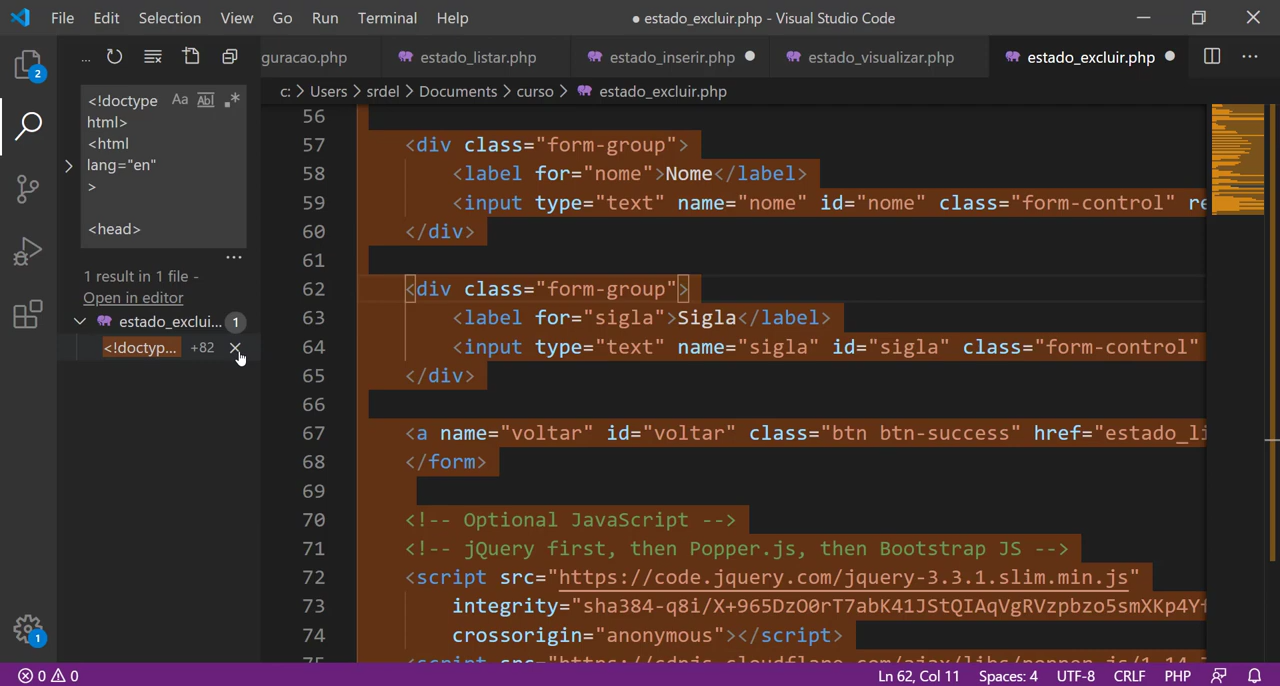 File Edit Selection View Go Run Terminal Help
● estado_excluir.php - Visual Studio Code
2
...
guracao.php
estado_listar.php
estado_inserir.php
estado_visualizar.php
estado_excluir.php
...
c: > Users > srdel > Documents > curso > estado_excluir.php
<!doctype
html>
<html
lang="en"
>
<head>
Aa Ab| .*
...
1 result in 1 file -
Open in editor
estado_exclui... 1
<!doctyp... +82
56
57 <div class="form-group">
58 <label for="nome">Nome</label>
59 <input type="text" name="nome" id="nome" class="form-control" re
60 </div>
61
62 <div class="form-group">
63 <label for="sigla">Sigla</label>
64 <input type="text" name="sigla" id="sigla" class="form-control"
65 </div>
66
67 <a name="voltar" id="voltar" class="btn btn-success" href="estado_li
68 </form>
69
70 <!-- Optional JavaScript -->
71 <!-- jQuery first, then Popper.js, then Bootstrap JS -->
72 <script src="https://code.jquery.com/jquery-3.3.1.slim.min.js"
73 integrity="sha384-q8i/X+965DzO0rT7abK41JStQIAqVgRVzpbzo5smXKp4Yf
74 crossorigin="anonymous"></script>
1
0 0
Ln 62, Col 11 Spaces: 4 UTF-8 CRLF PHP